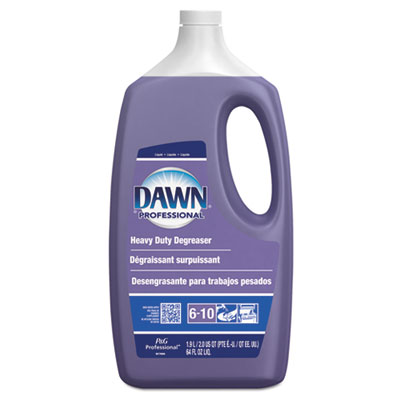 DAWN
PROFESSIONAL
Heavy Duty Degreaser
Dégraissant surpuissant
Desengrasante para trabajos pesados
6-10
P&G
Professional™
1.9 L / 2.0 US QT (PTE É.-U. / QT EE. UU.)
64 FL OZ LIQ.